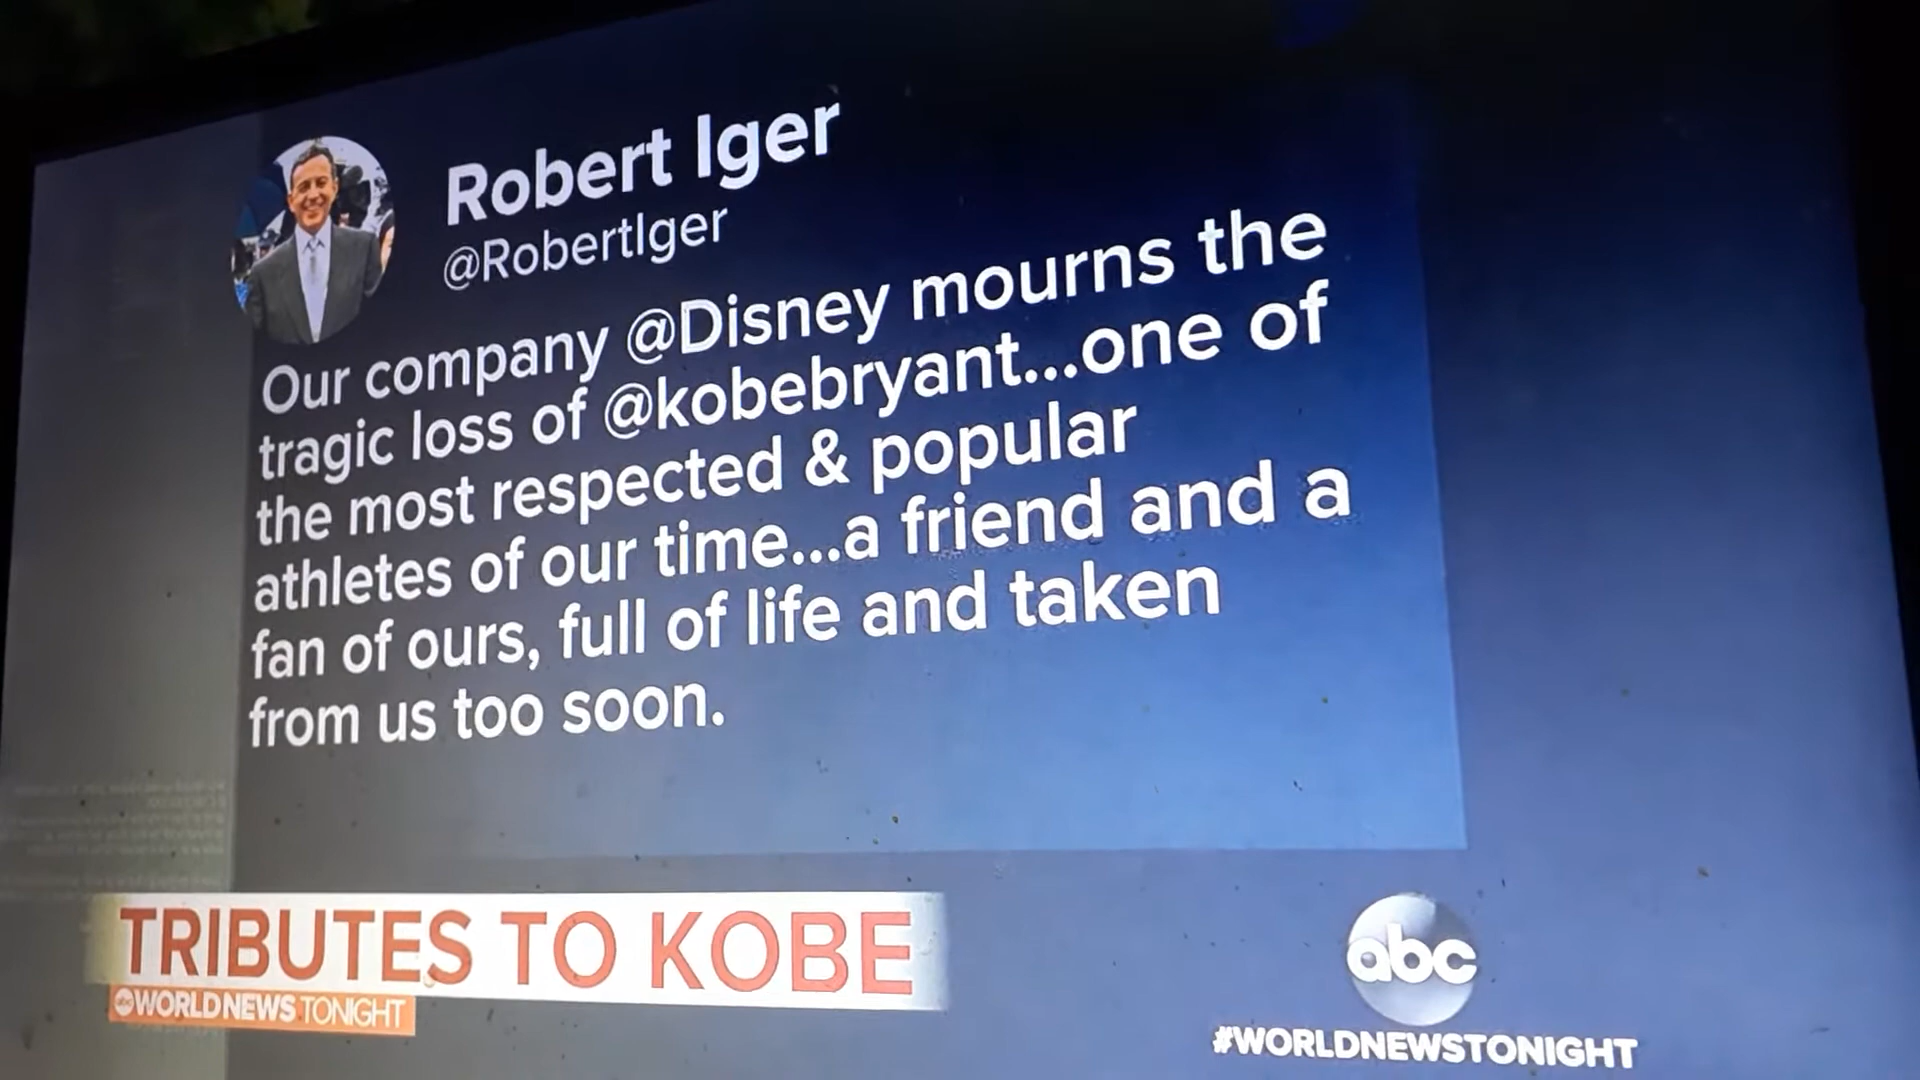 Robert Iger
@RobertIger
Our company @Disney mourns the
tragic loss of @kobebryant...one of
the most respected & popular
athletes of our time...a friend and a
fan of ours, full of life and taken
from us too soon.
TRIBUTES TO KOBE
abc WORLD NEWS TONIGHT
abc
#WORLDNEWSTONIGHT